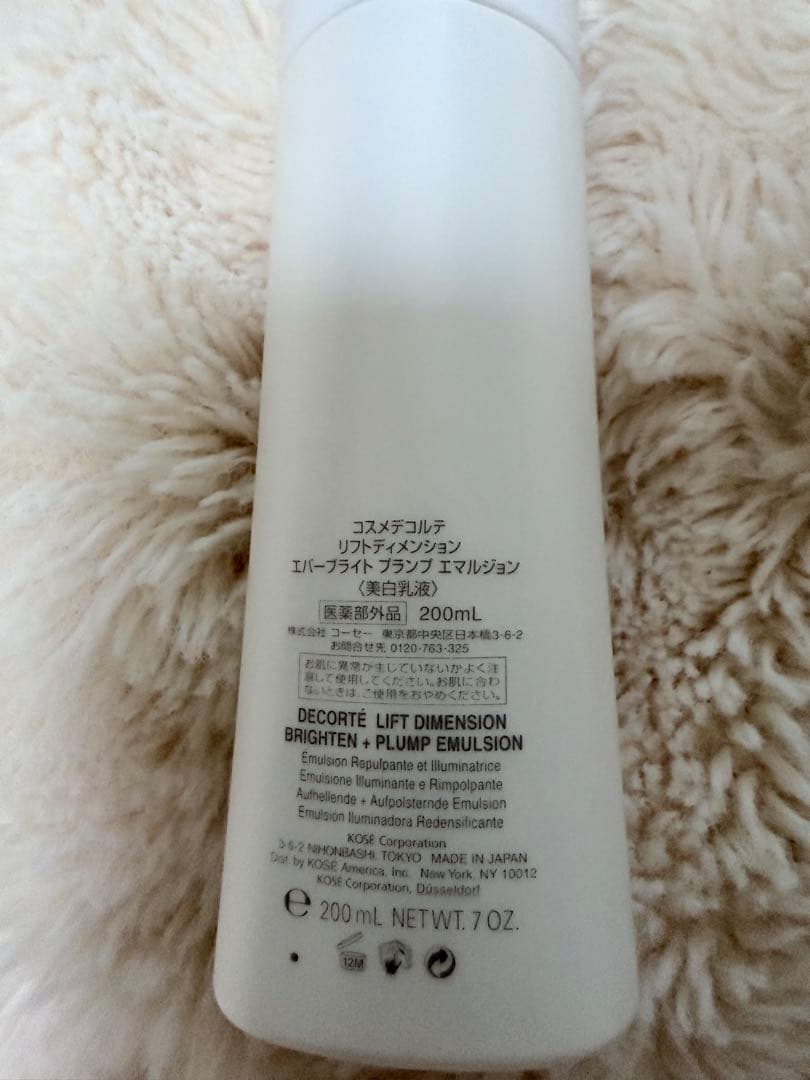 コスメデコルテ
リフトディメンション
エバーブライト プランプ エマルジョン
〈美白乳液〉
医薬部外品 200mL
株式会社 コーセー 東京都中央区日本橋3-6-2
お問合せ先 0120-763-325
お肌に異常が生じていないかよく注
意して使用してください。お肌に合わ
ないときは、ご使用をおやめください。
DECORTÉ LIFT DIMENSION
BRIGHTEN + PLUMP EMULSION
Émulsion Repulpante et Illuminatrice
Emulsione Illuminante e Rimpolpante
Aufhellende + Aufpolsternde Emulsion
Emulsión Iluminadora Redensificante
KOSÉ Corporation
3-6-2 NIHONBASHI, TOKYO MADE IN JAPAN
Dist. by KOSÉ America, Inc. New York, NY 10012
KOSÉ Corporation, Düsseldorf
℮ 200mL NETWT. 7 OZ.
12M